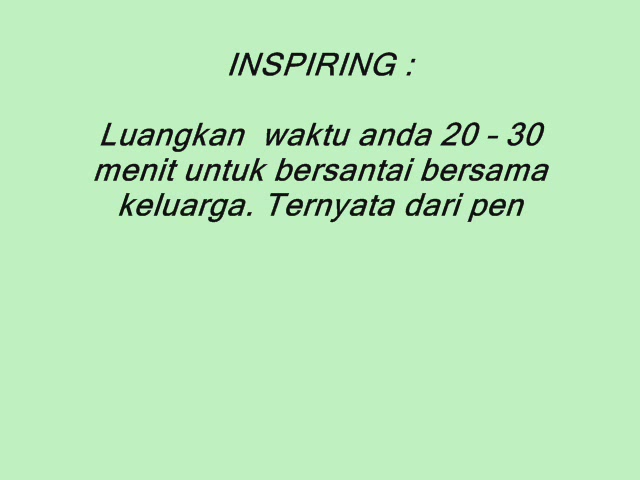 INSPIRING :
Luangkan  waktu anda 20 – 30
menit untuk bersantai bersama
keluarga. Ternyata dari pen